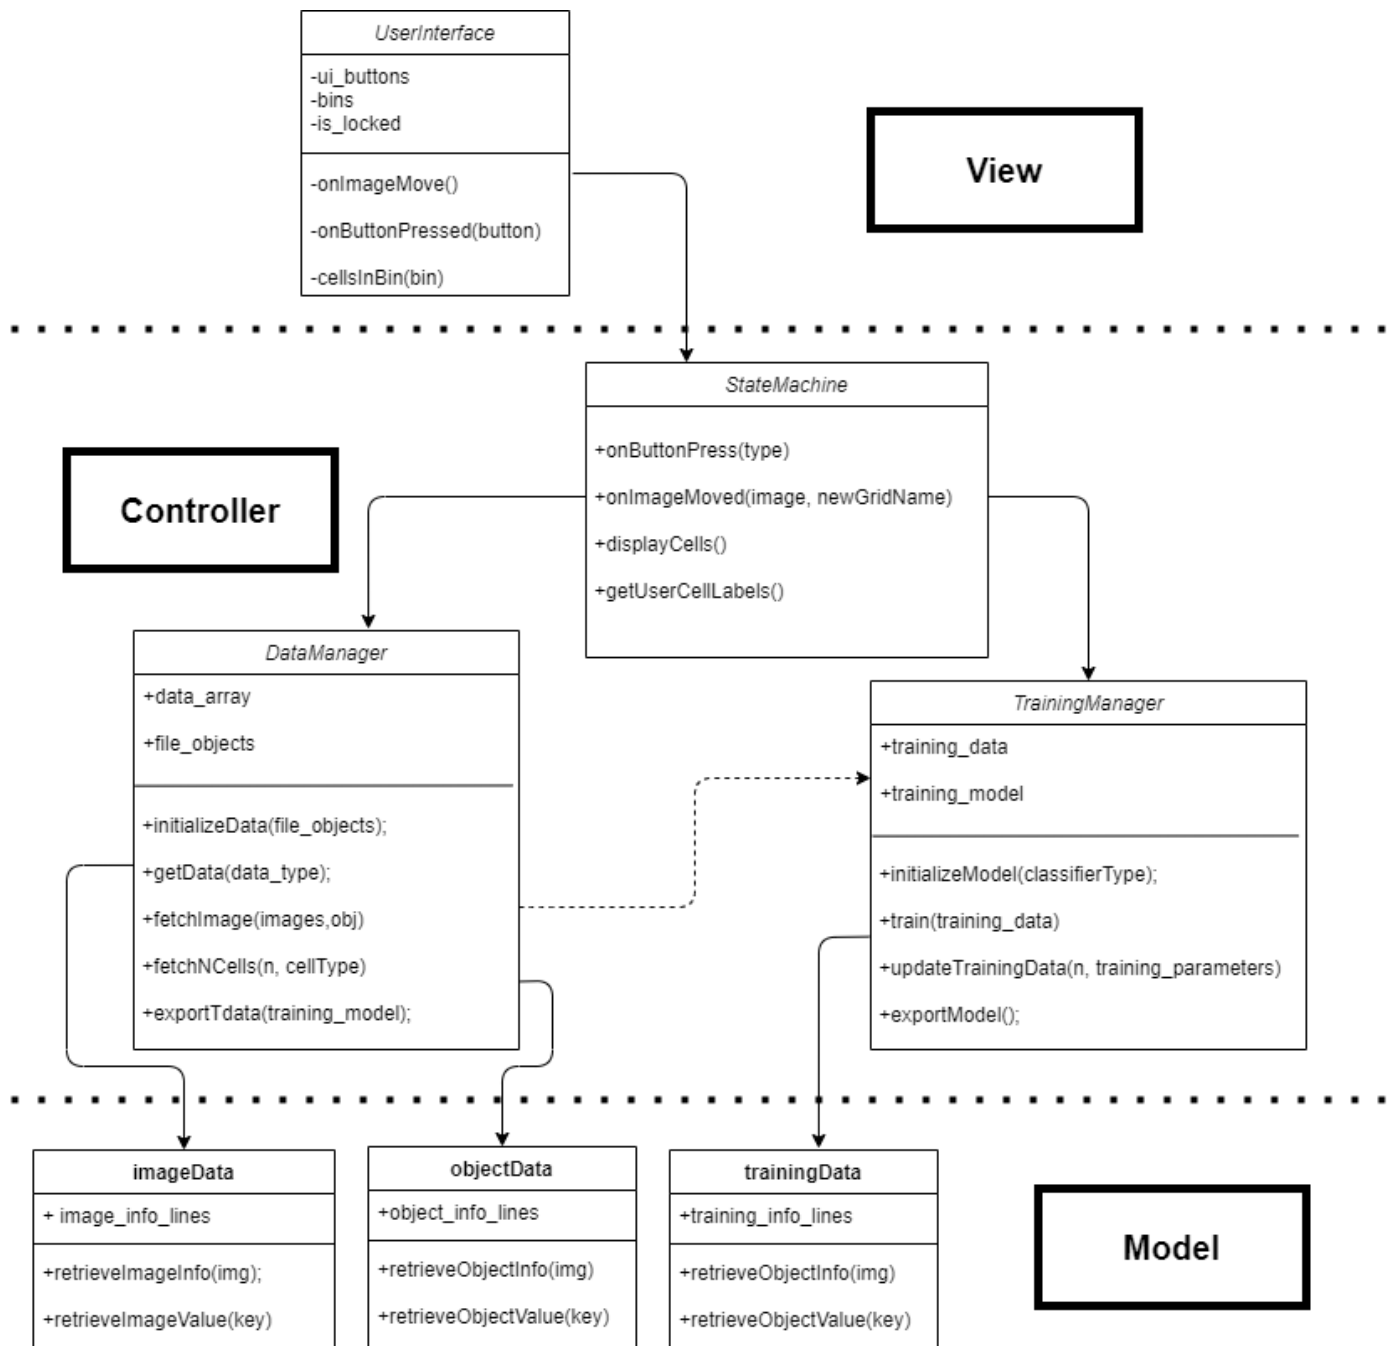 UserInterface
-ui_buttons
-bins
-is_locked
-onImageMove()
-onButtonPressed(button)
-cellsInBin(bin)
View
StateMachine
+onButtonPress(type)
+onImageMoved(image, newGridName)
+displayCells()
+getUserCellLabels()
Controller
DataManager
+data_array
+file_objects
+initializeData(file_objects);
+getData(data_type);
+fetchImage(images,obj)
+fetchNCells(n, cellType)
+exportTdata(training_model);
TrainingManager
+training_data
+training_model
+initializeModel(classifierType);
+train(training_data)
+updateTrainingData(n, training_parameters)
+exportModel();
imageData
+ image_info_lines
+retrieveImageInfo(img);
+retrieveImageValue(key)
objectData
+object_info_lines
+retrieveObjectInfo(img)
+retrieveObjectValue(key)
trainingData
+training_info_lines
+retrieveObjectInfo(img)
+retrieveObjectValue(key)
Model